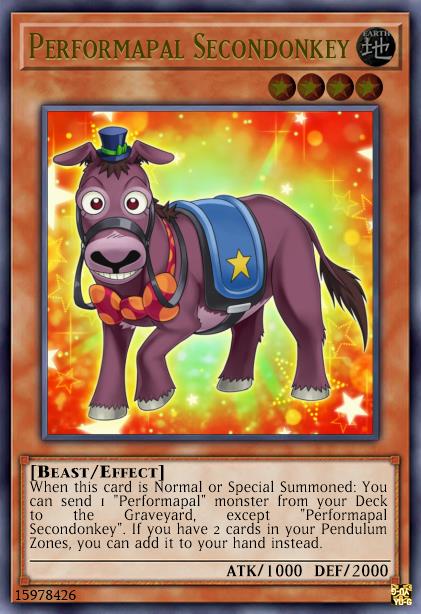 Performapal Secondonkey
EARTH
地
[Beast/Effect]
When this card is Normal or Special Summoned: You
can send 1 "Performapal" monster from your Deck
to the Graveyard, except "Performapal
Secondonkey". If you have 2 cards in your Pendulum
Zones, you can add it to your hand instead.
ATK/1000 DEF/2000
15978426